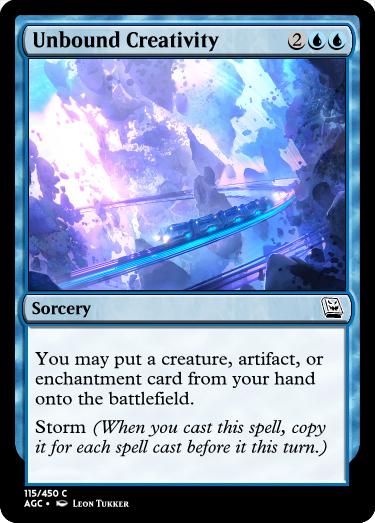 Unbound Creativity 2
Sorcery
You may put a creature, artifact, or
enchantment card from your hand
onto the battlefield.
Storm (When you cast this spell, copy
it for each spell cast before it this turn.)
115/450 C
AGC • Leon Tukker